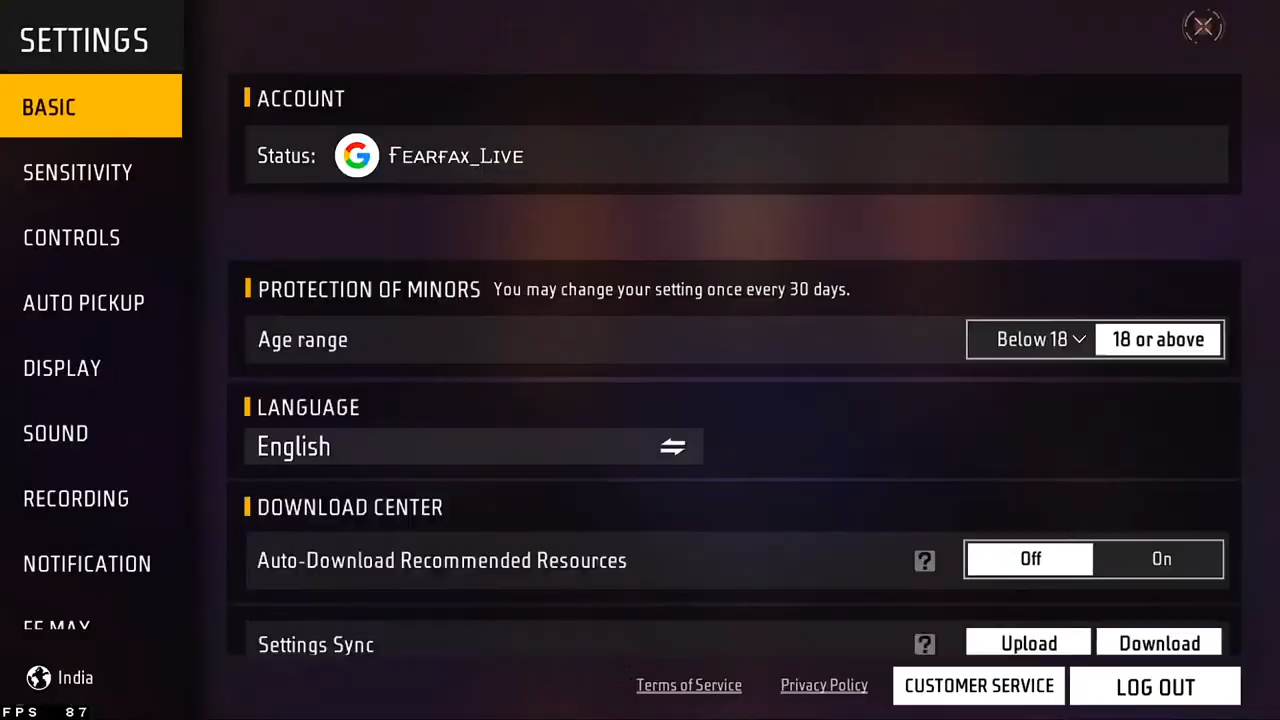 SETTINGS
BASIC
SENSITIVITY
CONTROLS
AUTO PICKUP
DISPLAY
SOUND
RECORDING
NOTIFICATION
FF MAX
India
FPS 87
ACCOUNT
Status: G Fearfax_Live
PROTECTION OF MINORS You may change your setting once every 30 days.
Age range Below 18 18 or above
LANGUAGE
English
DOWNLOAD CENTER
Auto-Download Recommended Resources ? Off On
Settings Sync ? Upload Download
Terms of Service Privacy Policy CUSTOMER SERVICE LOG OUT